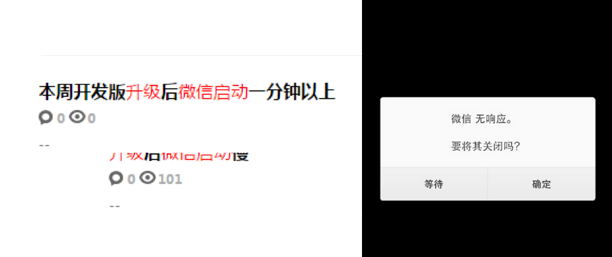 本周开发版升级后微信启动一分钟以上
0 0
--
升级后微信启动慢
0 101
--
微信 无响应。
要将其关闭吗?
等待 确定